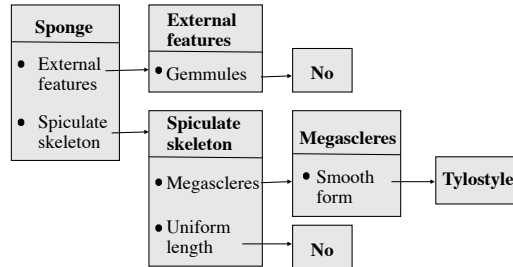 Sponge
• External
features
• Spiculate
skeleton
External
features
• Gemmules
No
Spiculate
skeleton
• Megascleres
• Uniform
length
Megascleres
• Smooth
form
Tylostyle
No